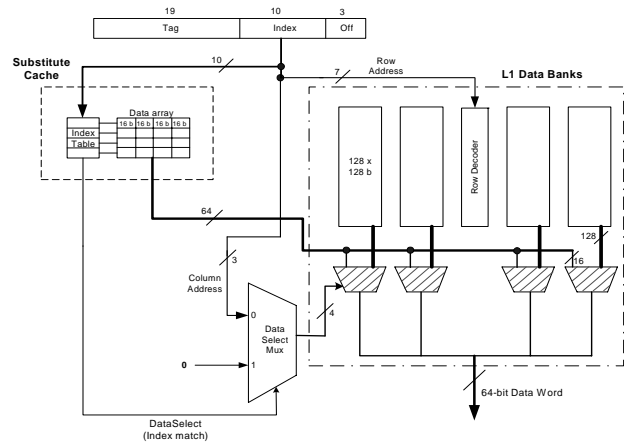 19 10 3
Tag Index Off
Substitute
Cache
10
7
Row
Address
L1 Data Banks
Data array
16 b 16 b 16 b 16 b
Index
Table
128 x
128 b
Row Decoder
64
128
16
3
Column
Address
4
0
Data
Select
Mux
0
1
64-bit Data Word
DataSelect
(Index match)